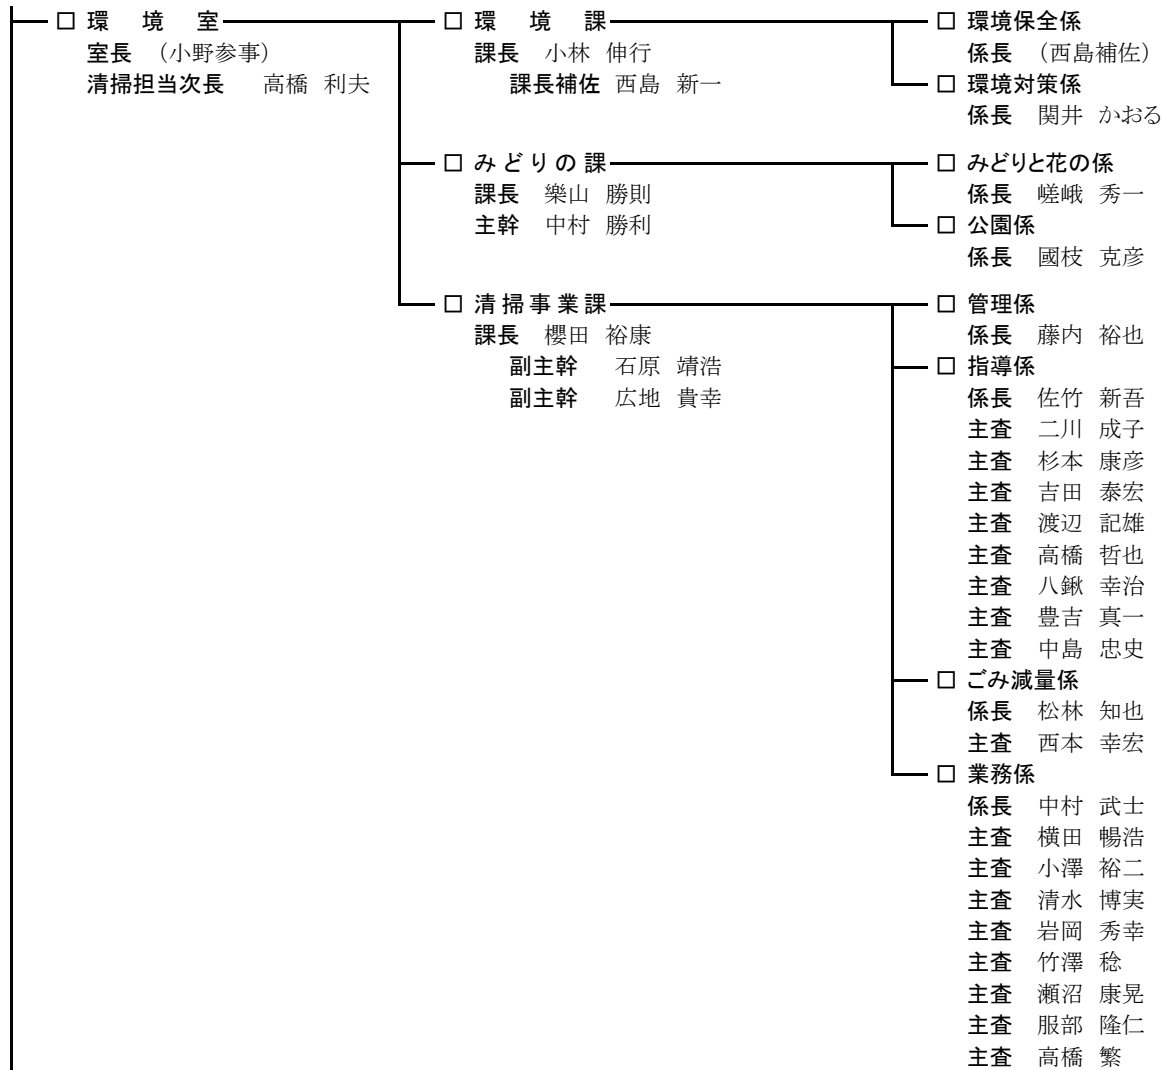 □ 環　境　室
室長 （小野参事）
清掃担当次長 高橋 利夫
□ 環　境　課
課長 小林 伸行
課長補佐 西島 新一
□ 環境保全係
係長 （西島補佐）
□ 環境対策係
係長 関井 かおる
□ みどりの課
課長 樂山 勝則
主幹 中村 勝利
□ みどりと花の係
係長 嵯峨 秀一
□ 公園係
係長 國枝 克彦
□ 清掃事業課
課長 櫻田 裕康
副主幹 石原 靖浩
副主幹 広地 貴幸
□ 管理係
係長 藤内 裕也
□ 指導係
係長 佐竹 新吾
主査 二川 成子
主査 杉本 康彦
主査 吉田 泰宏
主査 渡辺 記雄
主査 高橋 哲也
主査 八鍬 幸治
主査 豊吉 真一
主査 中島 忠史
□ ごみ減量係
係長 松林 知也
主査 西本 幸宏
□ 業務係
係長 中村 武士
主査 横田 暢浩
主査 小澤 裕二
主査 清水 博実
主査 岩岡 秀幸
主査 竹澤 稔
主査 瀬沼 康晃
主査 服部 隆仁
主査 高橋 繁